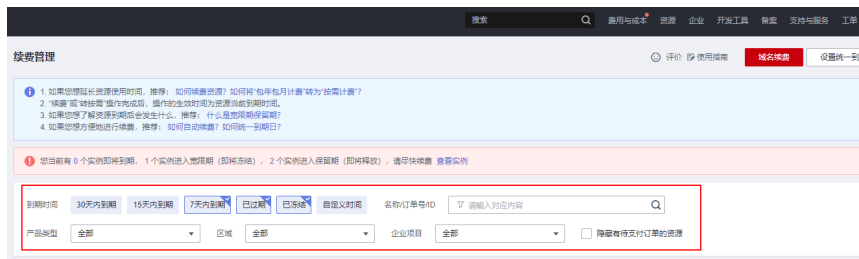 搜索 费用与成本 资源 企业 开发工具 备案 支持与服务 工单
续费管理 评价 使用指南 域名续费 设置统一到
1. 如果您想延长资源使用时间，推荐： 如何续费资源? 如何将“包年包月计费”转为“按需计费”?
2. “续费”或“转按需”操作完成后，操作的生效时间为资源当前到期时间。
3. 如果您想了解资源到期后会发生什么，推荐： 什么是宽限期保留期?
4. 如果您想方便地进行续费，推荐： 如何自动续费? 如何统一到期日?
您当前有 0 个实例即将到期， 1 个实例进入宽限期（即将冻结）， 2 个实例进入保留期（即将释放），请尽快续费 查看实例
到期时间 30天内到期 15天内到期 7天内到期 已过期 已冻结 自定义时间 名称/订单号/ID 请输入对应内容
产品类型 全部 区域 全部 企业项目 全部 隐藏有待支付订单的资源